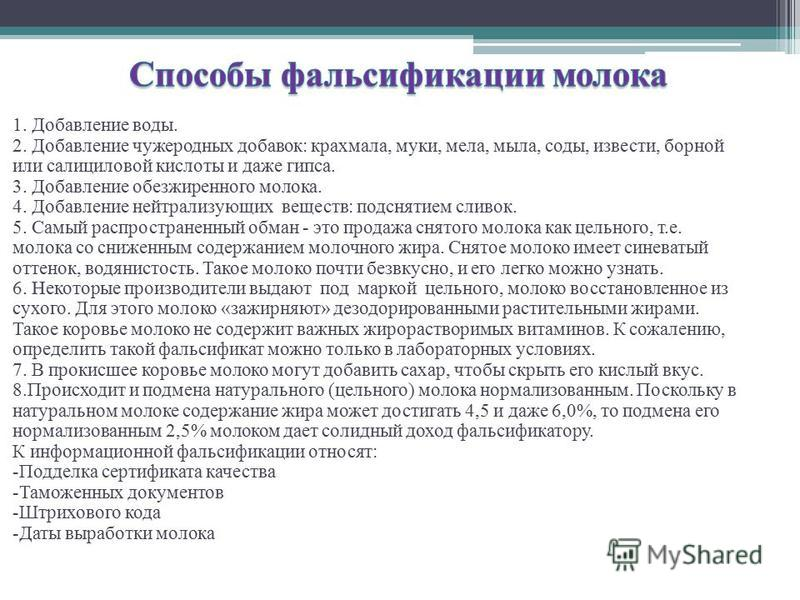 Способы фальсификации молока
1. Добавление воды.
2. Добавление чужеродных добавок: крахмала, муки, мела, мыла, соды, извести, борной
или салициловой кислоты и даже гипса.
3. Добавление обезжиренного молока.
4. Добавление нейтрализующих веществ: подснятием сливок.
5. Самый распространенный обман - это продажа снятого молока как цельного, т.е.
молока со сниженным содержанием молочного жира. Снятое молоко имеет синеватый
оттенок, водянистость. Такое молоко почти безвкусно, и его легко можно узнать.
6. Некоторые производители выдают под маркой цельного, молоко восстановленное из
сухого. Для этого молоко «зажирняют» дезодорированными растительными жирами.
Такое коровье молоко не содержит важных жирорастворимых витаминов. К сожалению,
определить такой фальсификат можно только в лабораторных условиях.
7. В прокисшее коровье молоко могут добавить сахар, чтобы скрыть его кислый вкус.
8.Происходит и подмена натурального (цельного) молока нормализованным. Поскольку в
натуральном молоке содержание жира может достигать 4,5 и даже 6,0%, то подмена его
нормализованным 2,5% молоком дает солидный доход фальсификатору.
К информационной фальсификации относят:
-Подделка сертификата качества
-Таможенных документов
-Штрихового кода
-Даты выработки молока
MyShared